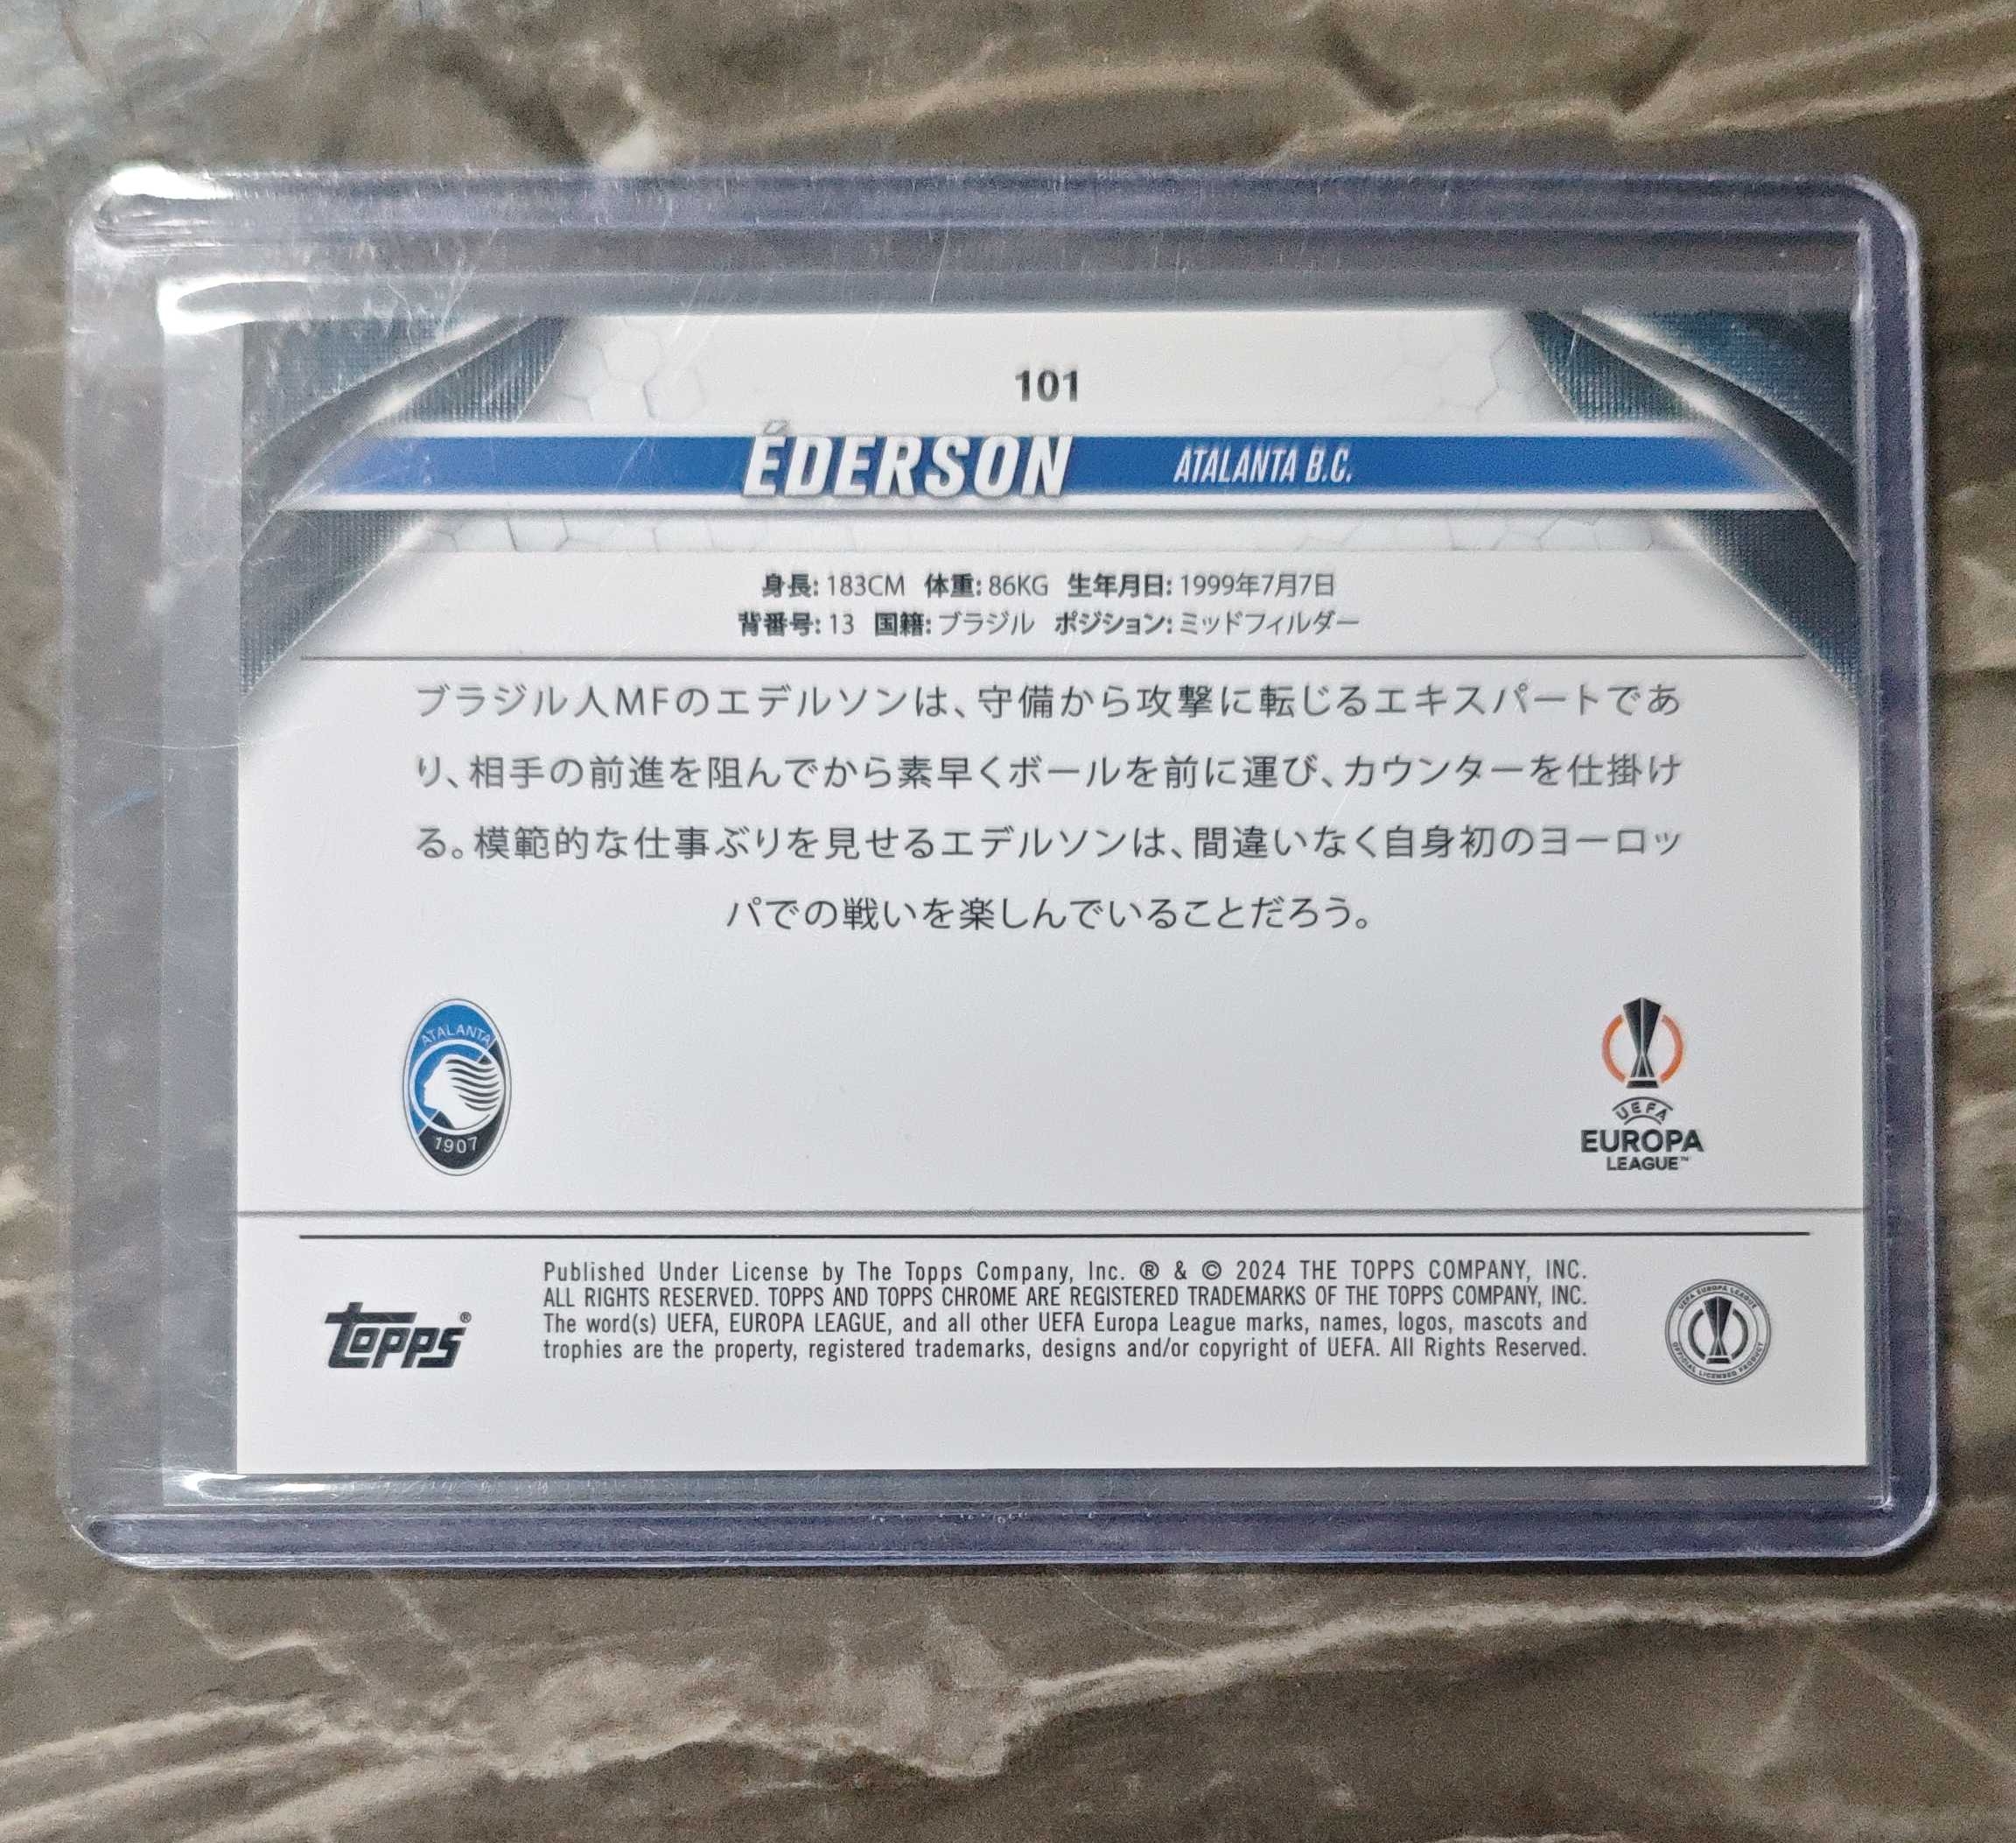 101
ÉDERSON ATALANTA B.C.
身長: 183CM 体重: 86KG 生年月日: 1999年7月7日
背番号: 13 国籍: ブラジル ポジション: ミッドフィルダー
ブラジル人MFのエデルソンは、守備から攻撃に転じるエキスパートであ
り、相手の前進を阻んでから素早くボールを前に運び、カウンターを仕掛け
る。模範的な仕事ぶりを見せるエデルソンは、間違いなく自身初のヨーロッ
パでの戦いを楽しんでいることだろう。
ATALANTA
1907
UEFA
EUROPA
LEAGUE™
topps®
Published Under License by The Topps Company, Inc. ® & © 2024 THE TOPPS COMPANY, INC.
ALL RIGHTS RESERVED. TOPPS AND TOPPS CHROME ARE REGISTERED TRADEMARKS OF THE TOPPS COMPANY, INC.
The word(s) UEFA, EUROPA LEAGUE, and all other UEFA Europa League marks, names, logos, mascots and
trophies are the property, registered trademarks, designs and/or copyright of UEFA. All Rights Reserved.
UEFA EUROPA LEAGUE
OFFICIAL LICENSED PRODUCT